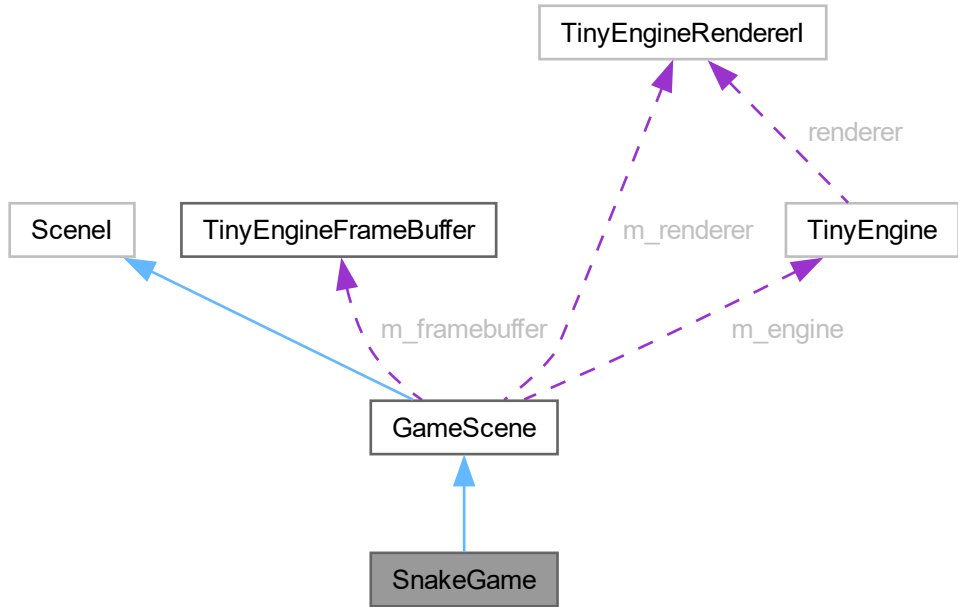 TinyEngineRendererI
renderer
SceneI
TinyEngineFrameBuffer
m_renderer
TinyEngine
m_framebuffer
m_engine
GameScene
SnakeGame